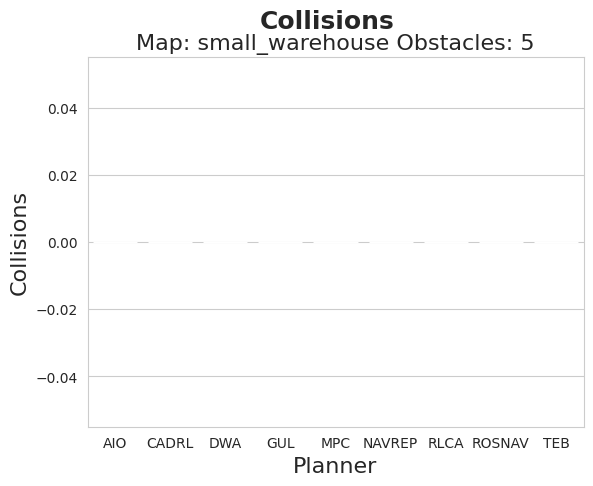 Collisions
Map: small_warehouse Obstacles: 5
0.04
0.02
0.00
−0.02
−0.04
Collisions
AIO CADRL DWA GUL MPC NAVREP RLCA ROSNAV TEB
Planner